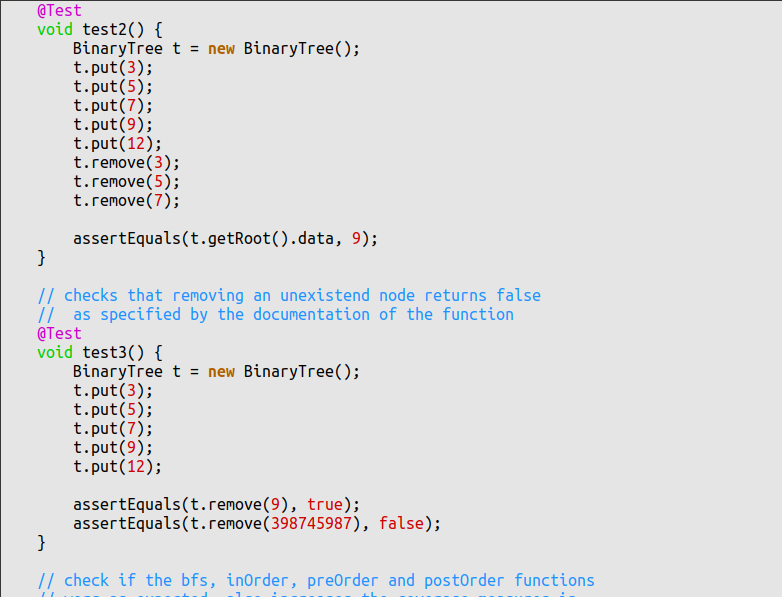 @Test
void test2() {
BinaryTree t = new BinaryTree();
t.put(3);
t.put(5);
t.put(7);
t.put(9);
t.put(12);
t.remove(3);
t.remove(5);
t.remove(7);
assertEquals(t.getRoot().data, 9);
}
// checks that removing an unexistend node returns false
//  as specified by the documentation of the function
@Test
void test3() {
BinaryTree t = new BinaryTree();
t.put(3);
t.put(5);
t.put(7);
t.put(9);
t.put(12);
assertEquals(t.remove(9), true);
assertEquals(t.remove(398745987), false);
}
// check if the bfs, inOrder, preOrder and postOrder functions